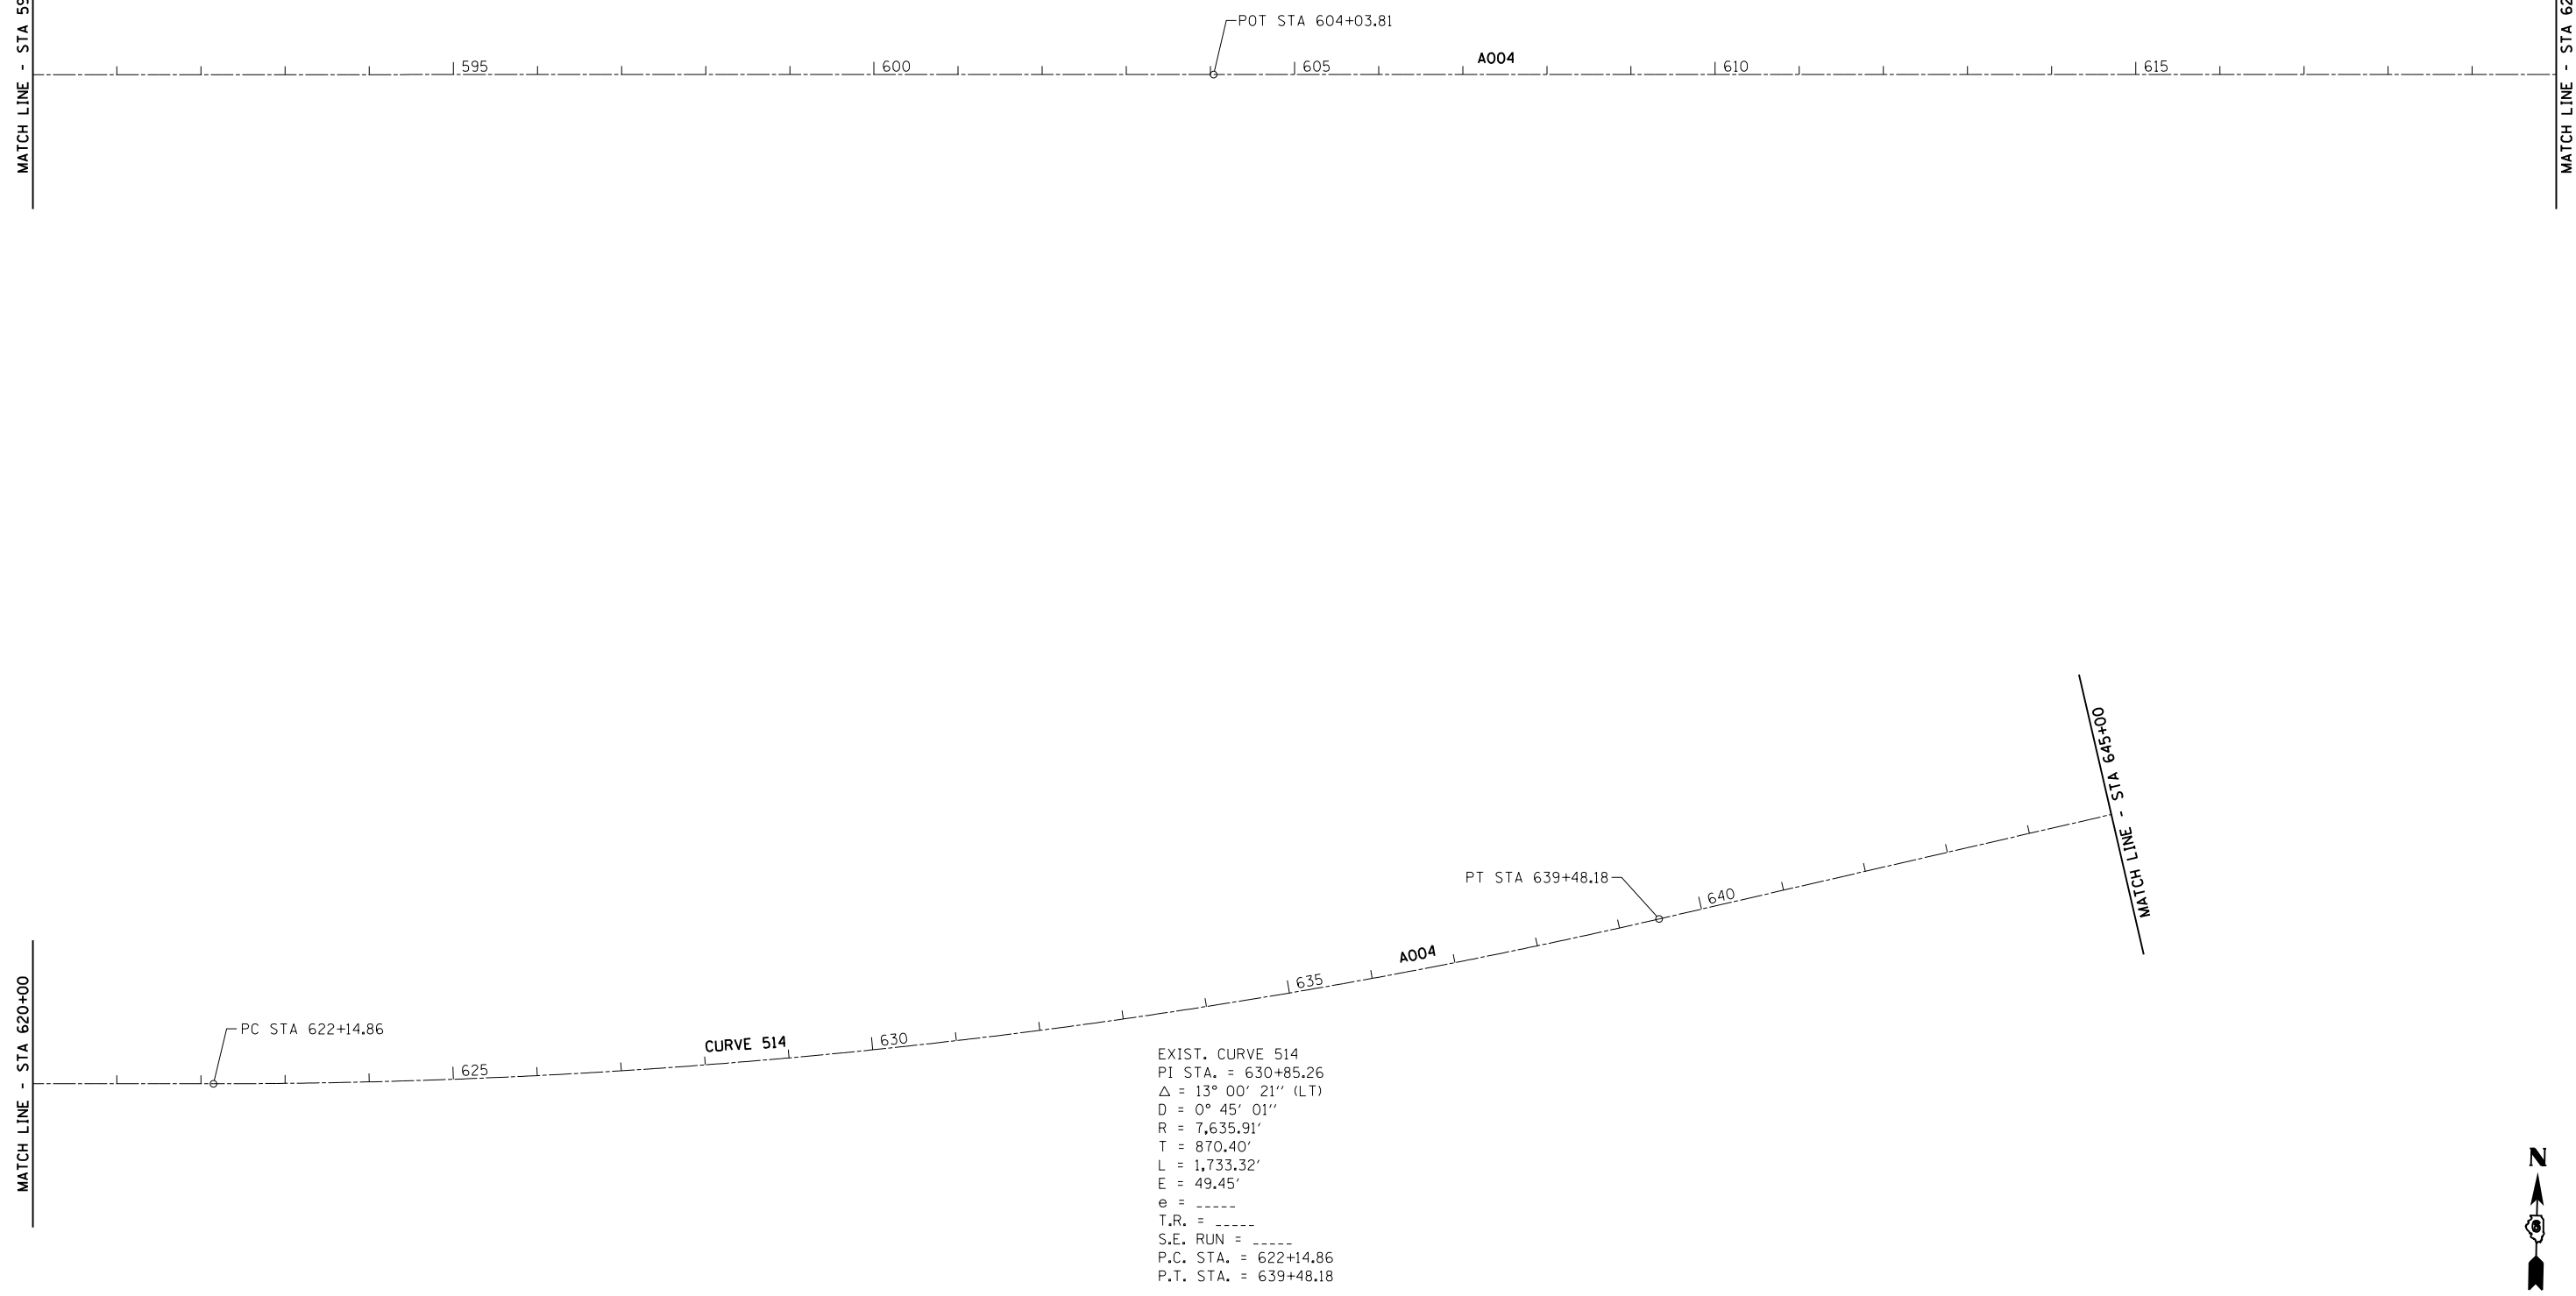 POT STA 604+03.81
MATCH LINE - STA 59
595
600
605
A004
610
615
MATCH LINE - STA 62
MATCH LINE - STA 645+00
PT STA 639+48.18
640
A004
635
MATCH LINE - STA 620+00
PC STA 622+14.86
625
CURVE 514
630
EXIST. CURVE 514
PI STA. = 630+85.26
△ = 13° 00' 21'' (LT)
D = 0° 45' 01''
R = 7,635.91'
T = 870.40'
L = 1,733.32'
E = 49.45'
e = _____
T.R. = _____
S.E. RUN = _____
P.C. STA. = 622+14.86
P.T. STA. = 639+48.18
N